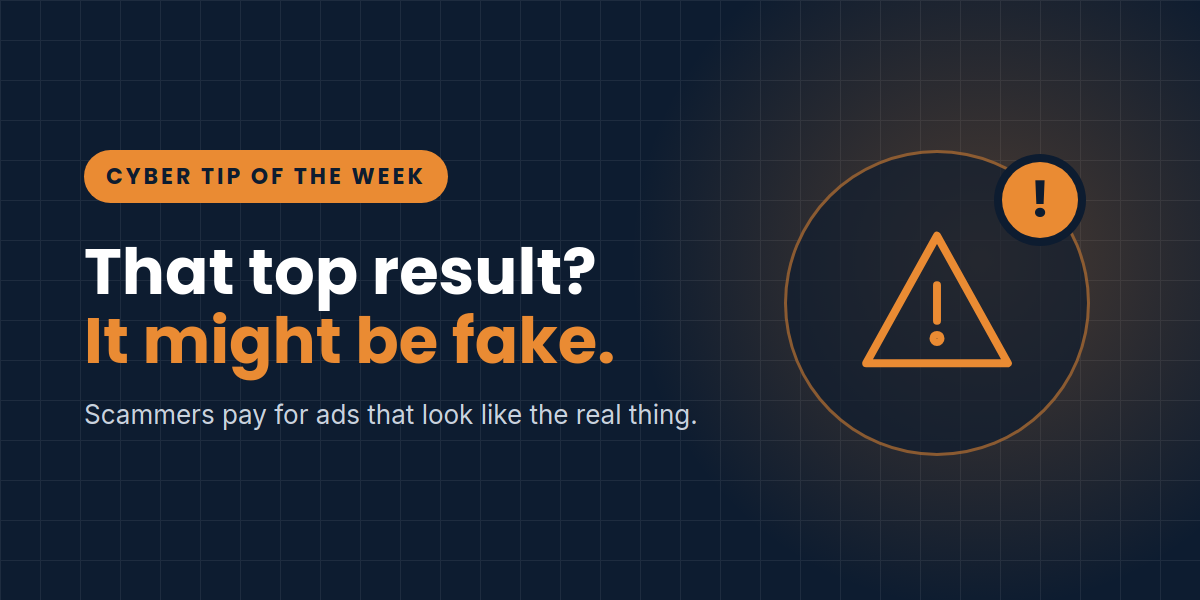 CYBER TIP OF THE WEEK
That top result?
It might be fake.
Scammers pay for ads that look like the real thing.
!